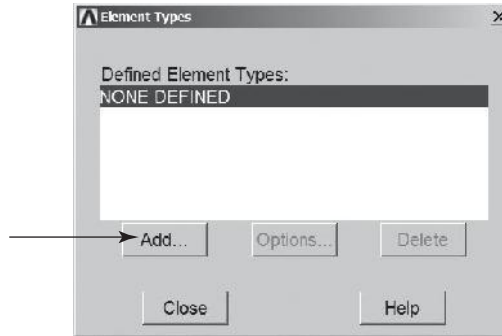 Element Types
Defined Element Types:
NONE DEFINED
Add...
Options...
Delete
Close
Help